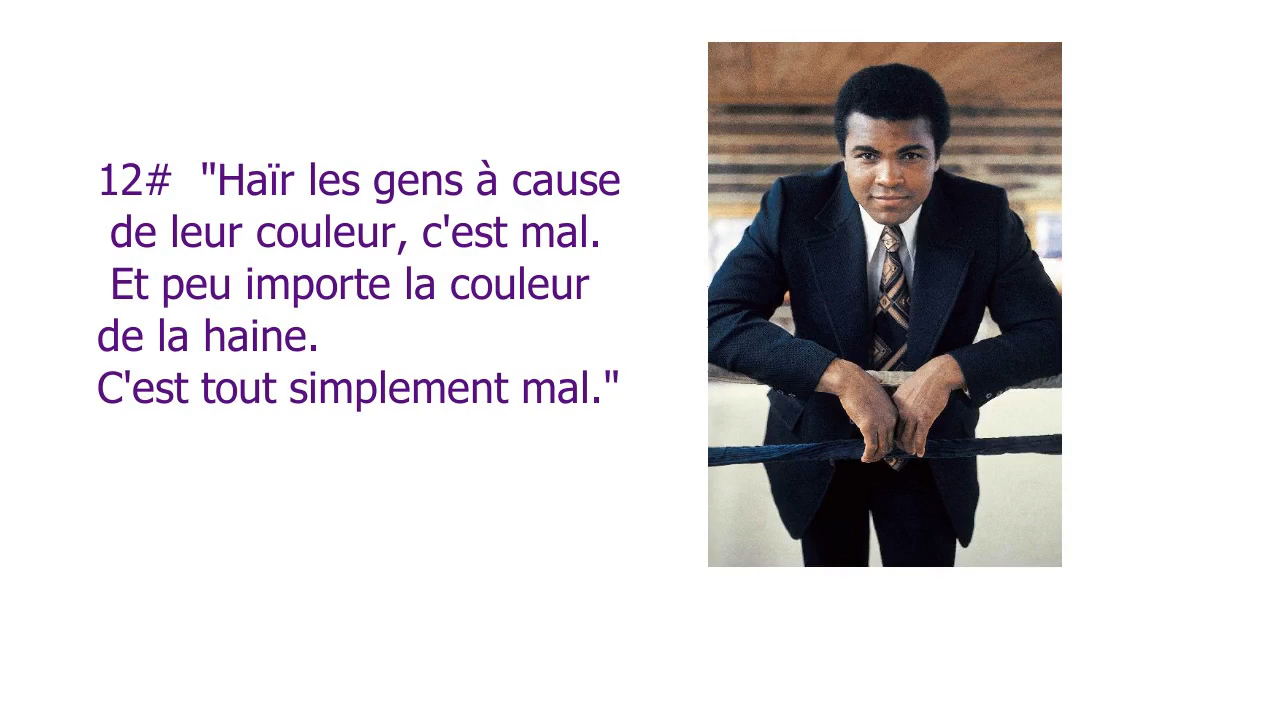 12#  "Haïr les gens à cause
de leur couleur, c'est mal.
Et peu importe la couleur
de la haine.
C'est tout simplement mal."